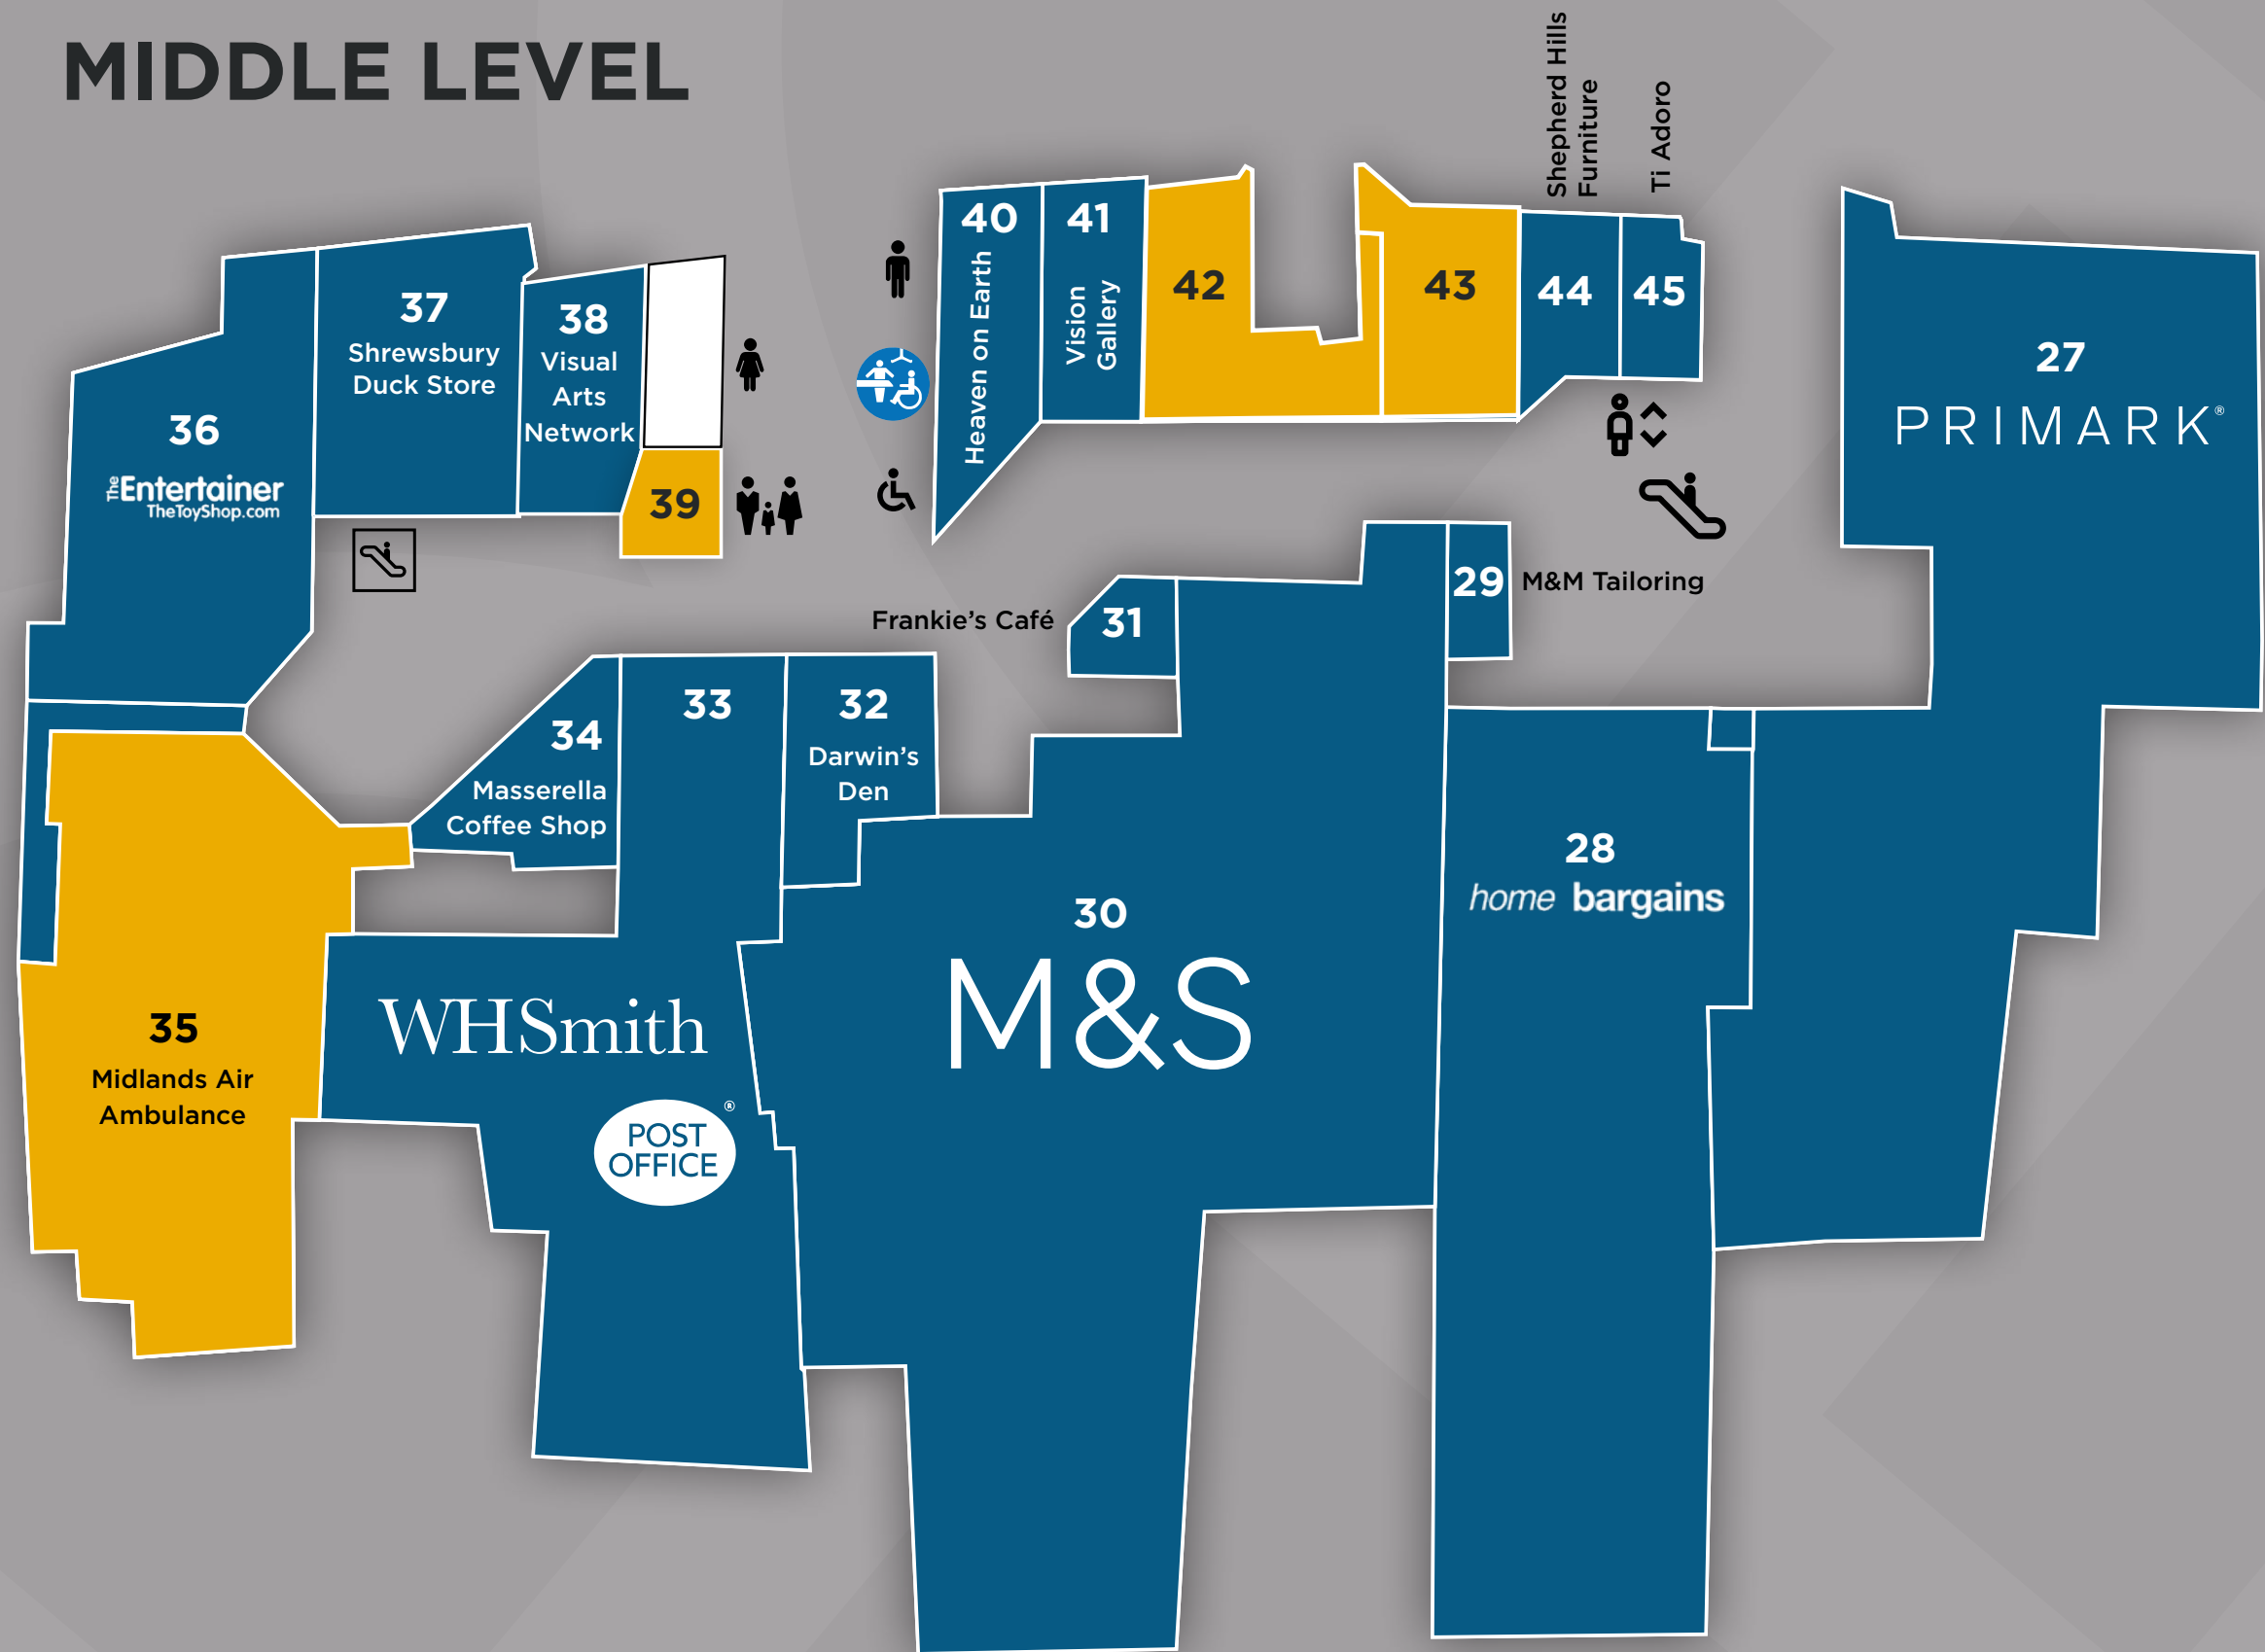 MIDDLE LEVEL
Shepherd Hills
Furniture
Ti Adoro
40
Heaven on Earth
41
Vision
Gallery
42
43
44
45
37
Shrewsbury
Duck Store
38
Visual
Arts
Network
39
36
The Entertainer
TheToyShop.com
27
PRIMARK®
29
M&M Tailoring
Frankie's Café
31
34
Masserella
Coffee Shop
33
32
Darwin's
Den
28
home bargains
30
M&S
WHSmith
POST
OFFICE
®
35
Midlands Air
Ambulance